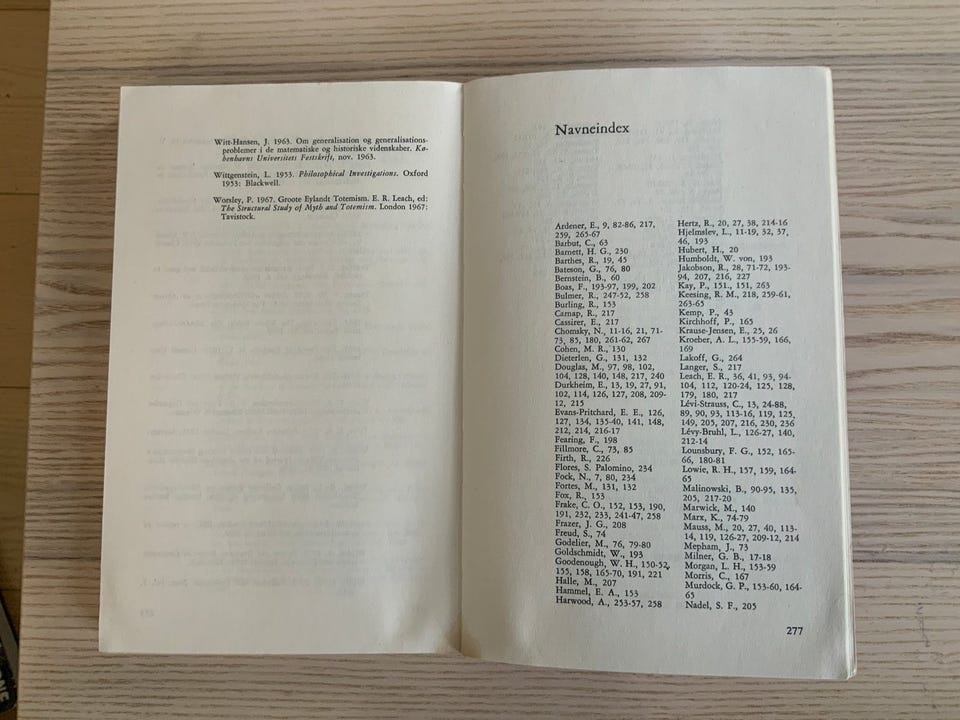 Witt-Hansen, J. 1963. Om generalisation og generalisations-
problemer i de matematiske og historiske videnskaber. Kø-
benhavns Universitets Festskrift, nov. 1963.
Wittgenstein, L. 1953. Philosophical Investigations. Oxford
1953: Blackwell.
Worsley, P. 1967. Groote Eylandt Totemism. E. R. Leach, ed:
The Structural Study of Myth and Totemism. London 1967:
Tavistock.
Navneindex
Ardener, E., 9, 82-86, 217,
259, 265-67
Barbut, C., 63
Barnett, H. G., 230
Barthes, R., 19, 45
Bateson, G., 76, 80
Bernstein, B., 60
Boas, F., 193-97, 199, 202
Bulmer, R., 247-52, 258
Burling, R., 153
Carnap, R., 217
Cassirer, E., 217
Chomsky, N., 11-16, 21, 71-
73, 85, 180, 261-62, 267
Cohen, M. R., 130
Dieterlen, G., 131, 132
Douglas, M., 97, 98, 102,
104, 128, 140, 148, 217, 240
Durkheim, E., 13, 19, 27, 91,
102, 114, 126, 127, 208, 209-
12, 215
Evans-Pritchard, E. E., 126,
127, 134, 135-40, 141, 148,
212, 214, 216-17
Fearing, F., 198
Fillmore, C., 73, 85
Firth, R., 226
Flores, S. Palomino, 234
Fock, N., 7, 80, 234
Fortes, M., 131, 132
Fox, R., 153
Frake, C. O., 152, 153, 190,
191, 232, 233, 241-47, 258
Frazer, J. G., 208
Freud, S., 74
Godelier, M., 76, 79-80
Goldschmidt, W., 193
Goodenough, W. H., 150-52,
155, 158, 165-70, 191, 221
Halle, M., 207
Hammel, E. A., 153
Harwood, A., 253-57, 258
Hertz, R., 20, 27, 38, 214-16
Hjelmslev, L., 11-19, 32, 37,
46, 193
Hubert, H., 20
Humboldt, W. von, 193
Jakobson, R., 28, 71-72, 193-
94, 207, 216, 227
Kay, P., 151., 151, 263
Keesing, R. M., 218, 259-61,
263-65
Kemp, P., 43
Kirchhoff, P., 165
Krause-Jensen, E., 25, 26
Kroeber, A. L., 155-59, 166,
169
Lakoff, G., 264
Langer, S., 217
Leach, E. R., 36, 41, 93, 94-
104, 112, 120-24, 125, 128,
179, 180, 217
Lévi-Strauss, C., 13, 24-88,
89, 90, 93, 113-16, 119, 125,
149, 205, 207, 216, 230, 236
Lévy-Bruhl, L., 126-27, 140,
212-14
Lounsbury, F. G., 152, 165-
66, 180-81
Lowie, R. H., 157, 159, 164-
65
Malinowski, B., 90-95, 135,
205, 217-20
Marwick, M., 140
Marx, K., 74-79
Mauss, M., 20, 27, 40, 113-
14, 119, 126-27, 209-12, 214
Mepham, J., 73
Milner, G. B., 17-18
Morgan, L. H., 153-59
Morris, C., 167
Murdock, G. P., 153-60, 164-
65
Nadel, S. F., 205
277